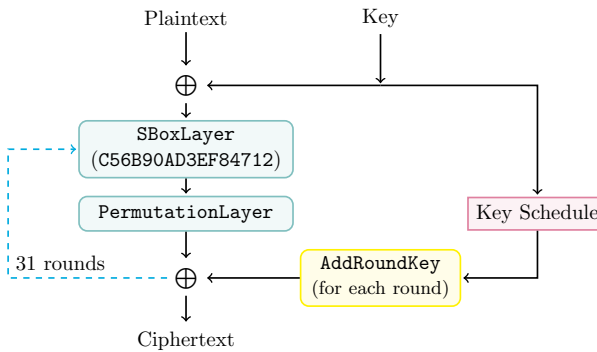 Plaintext
Key
SBoxLayer
(C56B90AD3EF84712)
PermutationLayer
Key Schedule
31 rounds
AddRoundKey
(for each round)
Ciphertext